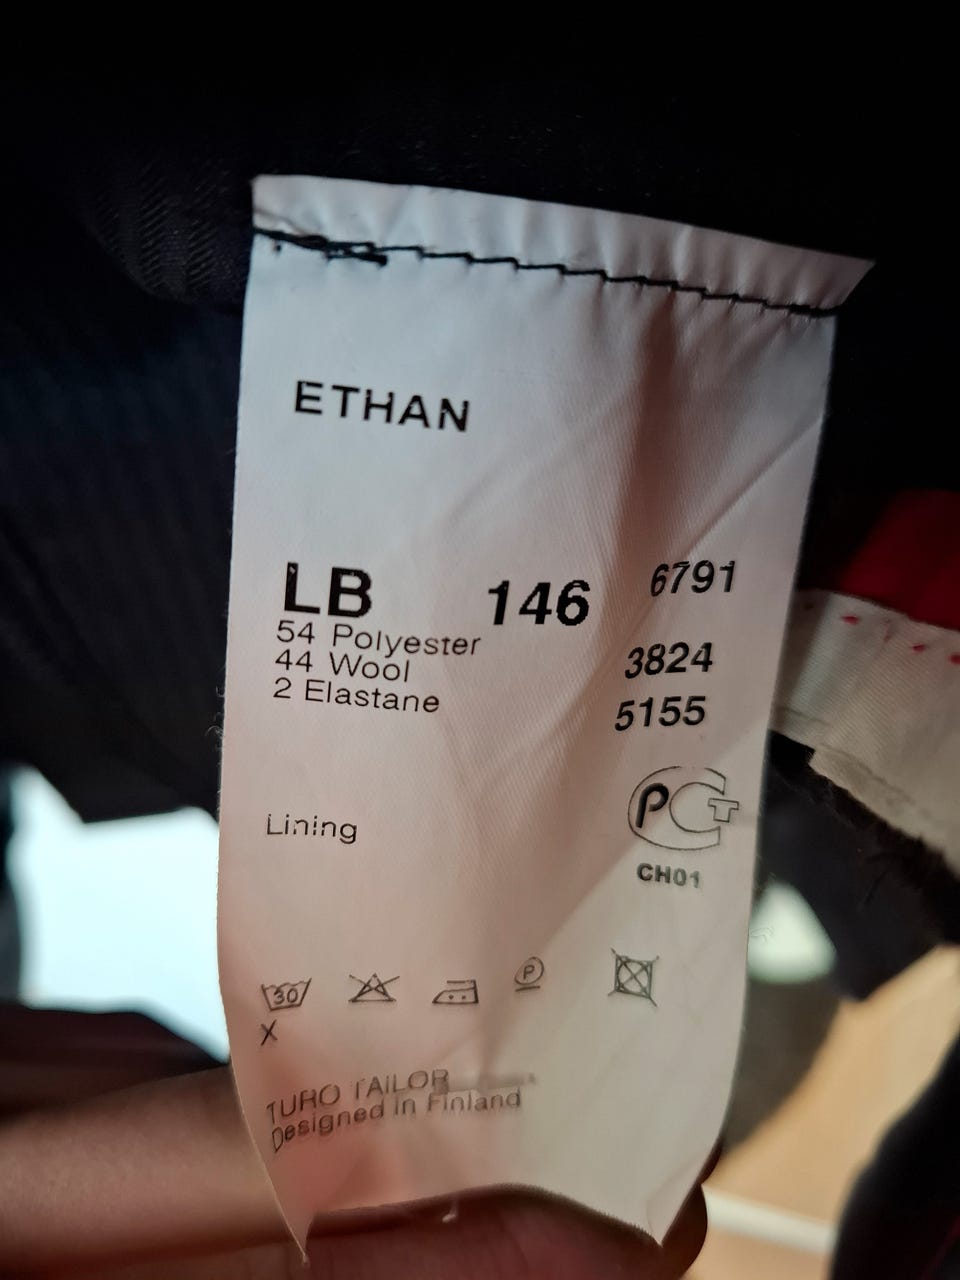 ETHAN
LB 146 6791
54 Polyester
44 Wool 3824
2 Elastane 5155
Lining
PCT
CH01
30 P
X
TURO TAILOR
Designed in Finland